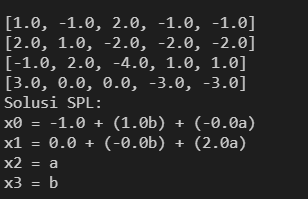 [1.0, -1.0, 2.0, -1.0, -1.0]
[2.0, 1.0, -2.0, -2.0, -2.0]
[-1.0, 2.0, -4.0, 1.0, 1.0]
[3.0, 0.0, 0.0, -3.0, -3.0]
Solusi SPL:
x0 = -1.0 + (1.0b) + (-0.0a)
x1 = 0.0 + (-0.0b) + (2.0a)
x2 = a
x3 = b